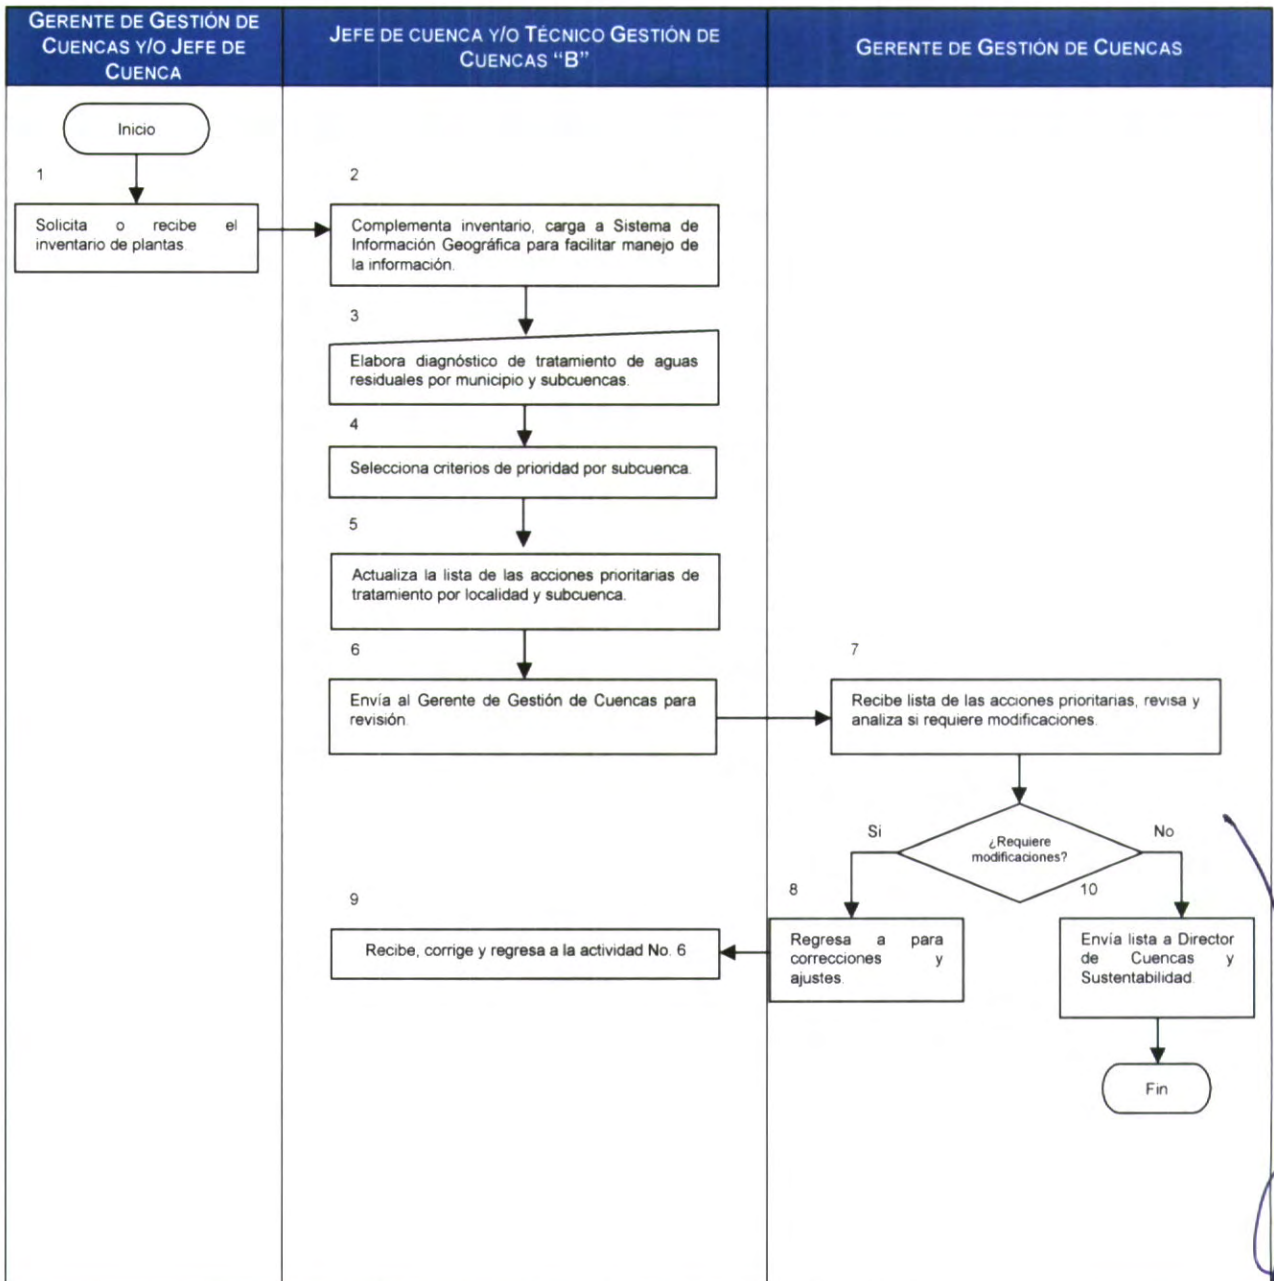 GERENTE DE GESTIÓN DE
CUENCAS Y/O JEFE DE
CUENCA
JEFE DE CUENCA Y/O TÉCNICO GESTIÓN DE
CUENCAS “B”
GERENTE DE GESTIÓN DE CUENCAS
Inicio
1
Solicita o recibe el
inventario de plantas.
2
Complementa inventario, carga a Sistema de
Información Geográfica para facilitar manejo de
la información.
3
Elabora diagnóstico de tratamiento de aguas
residuales por municipio y subcuencas.
4
Selecciona criterios de prioridad por subcuenca.
5
Actualiza la lista de las acciones prioritarias de
tratamiento por localidad y subcuenca.
6
Envía al Gerente de Gestión de Cuencas para
revisión.
7
Recibe lista de las acciones prioritarias, revisa y
analiza si requiere modificaciones.
¿Requiere
modificaciones?
Si
No
8
Regresa a para
correcciones y
ajustes.
9
Recibe, corrige y regresa a la actividad No. 6
10
Envía lista a Director
de Cuencas y
Sustentabilidad.
Fin